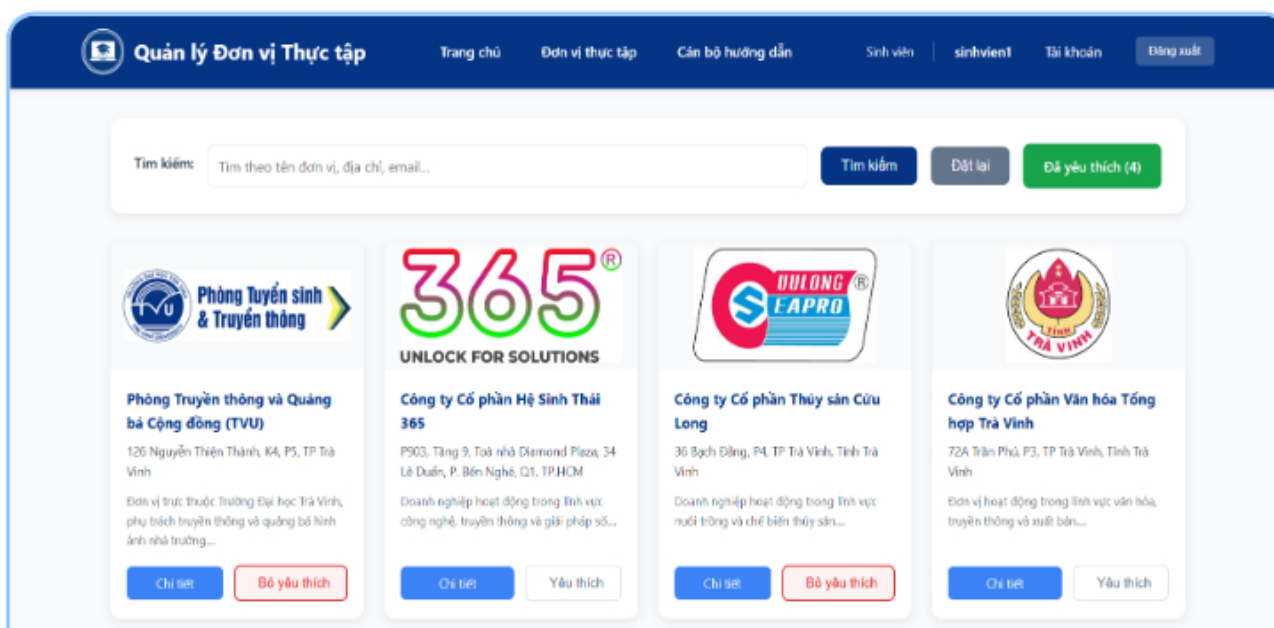 Quản lý Đơn vị Thực tập
Trang chủ
Đơn vị thực tập
Cán bộ hướng dẫn
Sinh viên
sinhvien1
Tài khoản
Đăng xuất
Tìm kiếm:
Tìm theo tên đơn vị, địa chỉ, email...
Tìm kiếm
Đặt lại
Đã yêu thích (4)
TVU
Phòng Tuyển sinh
& Truyền thông
Phòng Truyền thông và Quảng
bá Cộng đồng (TVU)
126 Nguyễn Thiện Thành, K4, P5, TP Trà
Vinh
Đơn vị trực thuộc Trường Đại học Trà Vinh,
phụ trách truyền thông và quảng bá hình
ảnh nhà trường...
Chi tiết
Bỏ yêu thích
365®
UNLOCK FOR SOLUTIONS
Công ty Cổ phần Hệ Sinh Thái
365
P903, Tầng 9, Toà nhà Diamond Plaza, 34
Lê Duẩn, P. Bến Nghé, Q1, TP.HCM
Doanh nghiệp hoạt động trong lĩnh vực
công nghệ, truyền thông và giải pháp số...
Chi tiết
Yêu thích
CUULONG ®
SEAPRO
Công ty Cổ phần Thủy sản Cửu
Long
36 Bạch Đằng, P4, TP Trà Vinh, Tỉnh Trà
Vinh
Doanh nghiệp hoạt động trong lĩnh vực
nuôi trồng và chế biến thủy sản...
Chi tiết
Bỏ yêu thích
TỈNH
TRÀ VINH
Công ty Cổ phần Văn hóa Tổng
hợp Trà Vinh
72A Trần Phú, P3, TP Trà Vinh, Tỉnh Trà
Vinh
Đơn vị hoạt động trong lĩnh vực văn hóa,
truyền thông và xuất bản...
Chi tiết
Yêu thích